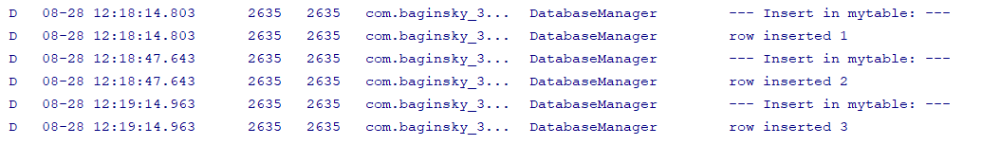 D 08-28 12:18:14.803 2635 2635 com.baginsky_3... DatabaseManager --- Insert in mytable: ---
D 08-28 12:18:14.803 2635 2635 com.baginsky_3... DatabaseManager row inserted 1
D 08-28 12:18:47.643 2635 2635 com.baginsky_3... DatabaseManager --- Insert in mytable: ---
D 08-28 12:18:47.643 2635 2635 com.baginsky_3... DatabaseManager row inserted 2
D 08-28 12:19:14.963 2635 2635 com.baginsky_3... DatabaseManager --- Insert in mytable: ---
D 08-28 12:19:14.963 2635 2635 com.baginsky_3... DatabaseManager row inserted 3